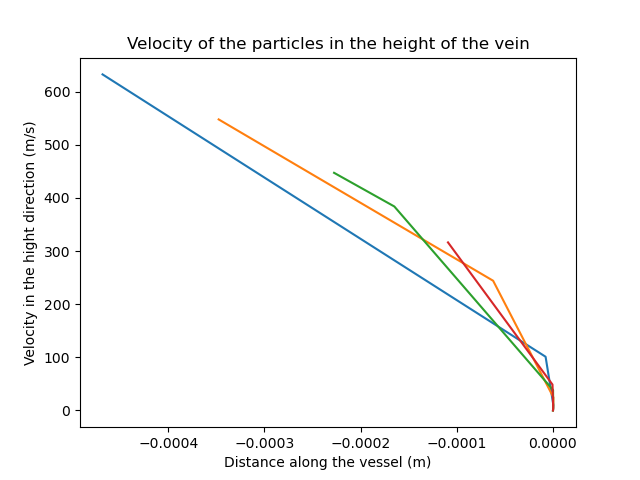 Velocity of the particles in the height of the vein
Velocity in the hight direction (m/s)
600
500
400
300
200
100
0
−0.0004 −0.0003 −0.0002 −0.0001 0.0000
Distance along the vessel (m)